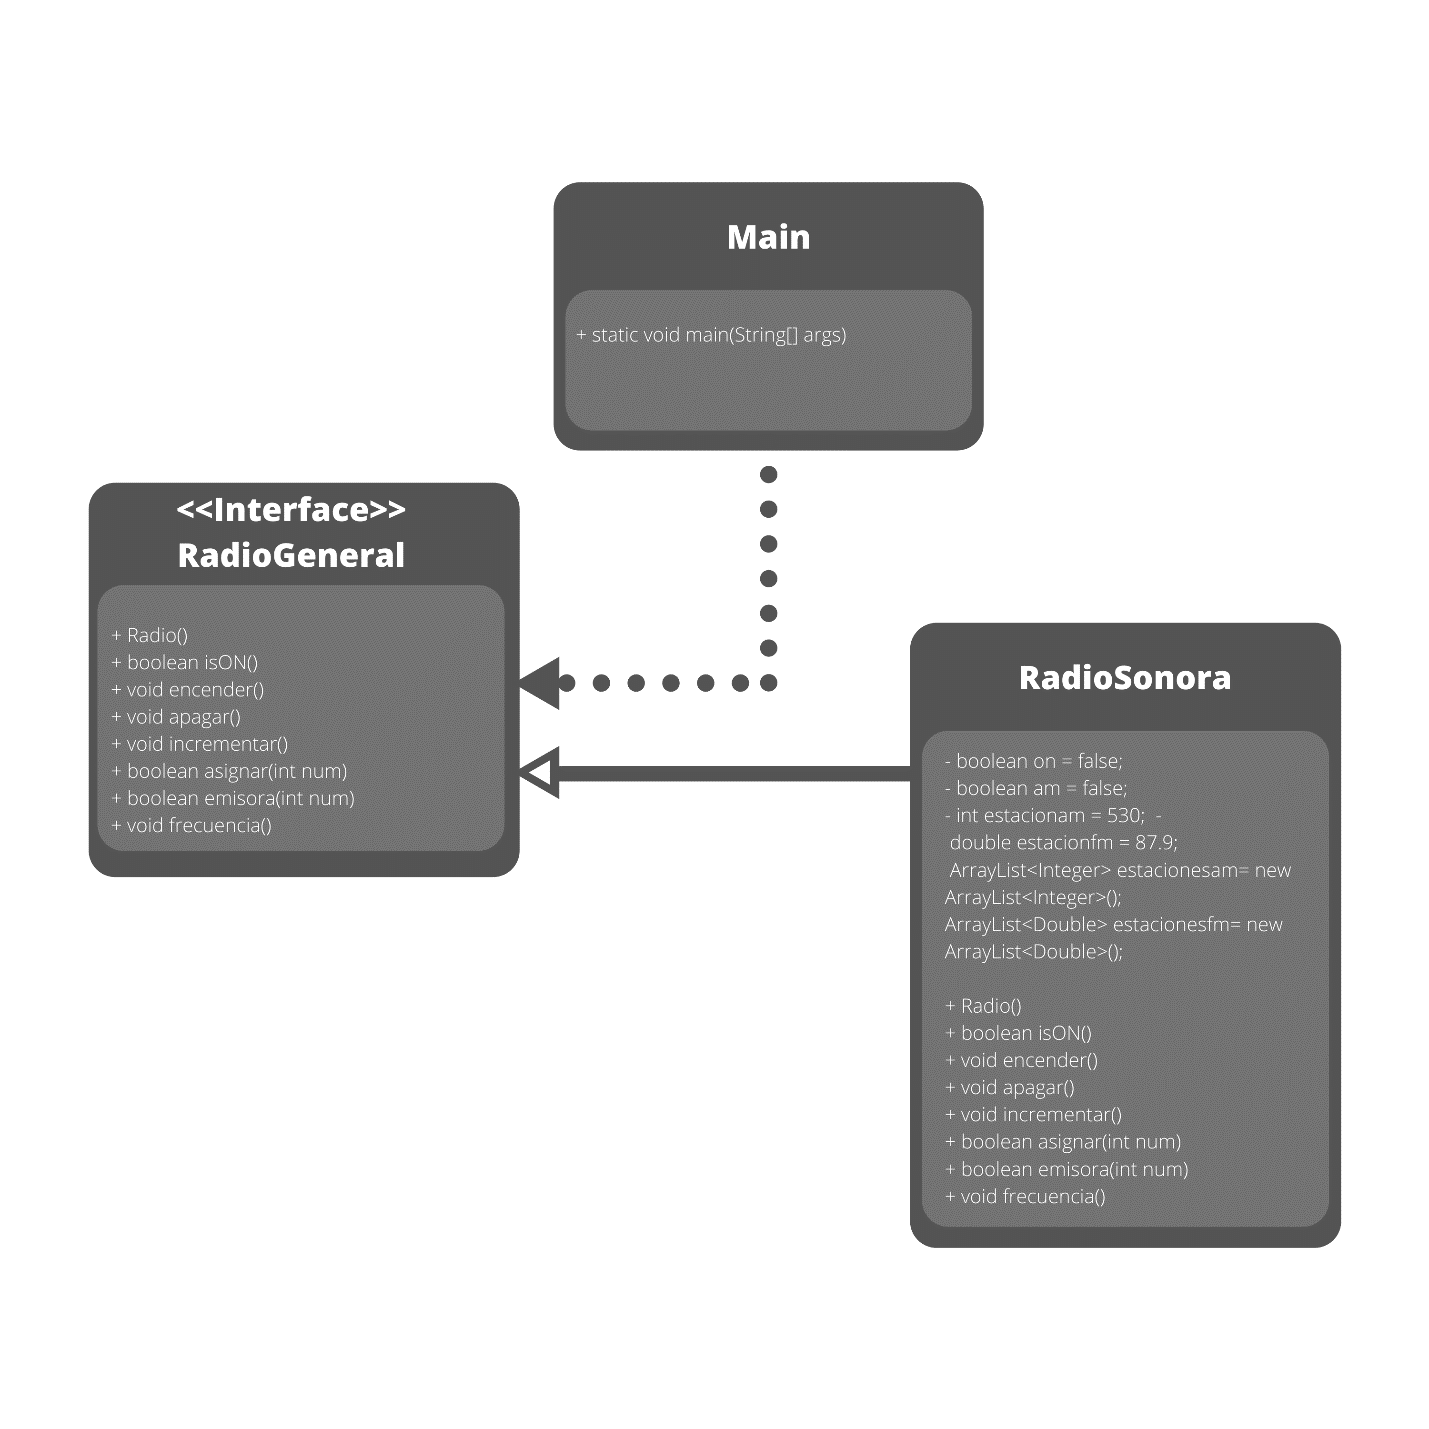 Main
+ static void main(String[] args)
<<Interface>>
RadioGeneral
+ Radio()
+ boolean isON()
+ void encender()
+ void apagar()
+ void incrementar()
+ boolean asignar(int num)
+ boolean emisora(int num)
+ void frecuencia()
RadioSonora
- boolean on = false;
- boolean am = false;
- int estacionam = 530;  -
double estacionfm = 87.9;
ArrayList<Integer> estacionesam= new
ArrayList<Integer>();
ArrayList<Double> estacionesfm= new
ArrayList<Double>();
+ Radio()
+ boolean isON()
+ void encender()
+ void apagar()
+ void incrementar()
+ boolean asignar(int num)
+ boolean emisora(int num)
+ void frecuencia()